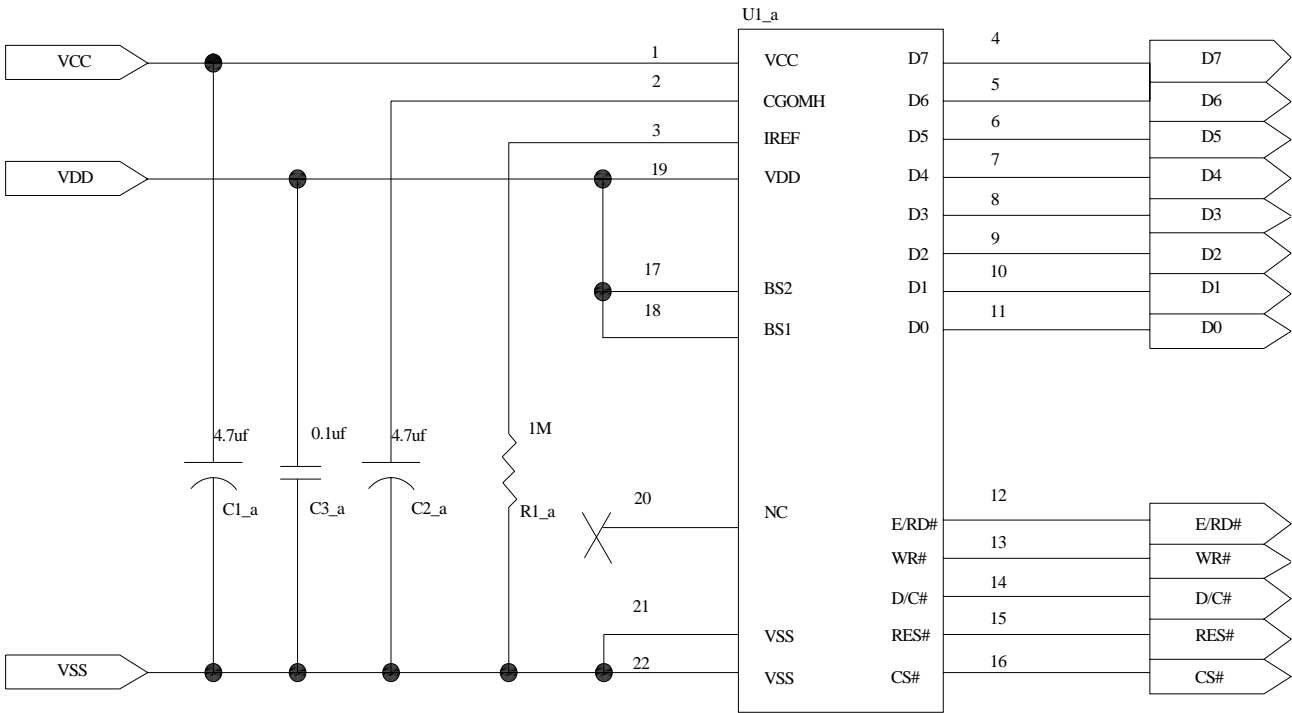 U1_a
VCC 1 VCC D7 4 D7
2 CGOMH D6 5 D6
3 IREF D5 6 D5
VDD 19 VDD D4 7 D4
D3 8 D3
D2 9 D2
17 BS2 D1 10 D1
18 BS1 D0 11 D0
4.7uf 0.1uf 4.7uf 1M
C1_a C3_a C2_a R1_a
20 NC
E/RD# 12 E/RD#
WR# 13 WR#
D/C# 14 D/C#
21 VSS RES# 15 RES#
VSS 22 VSS CS# 16 CS#